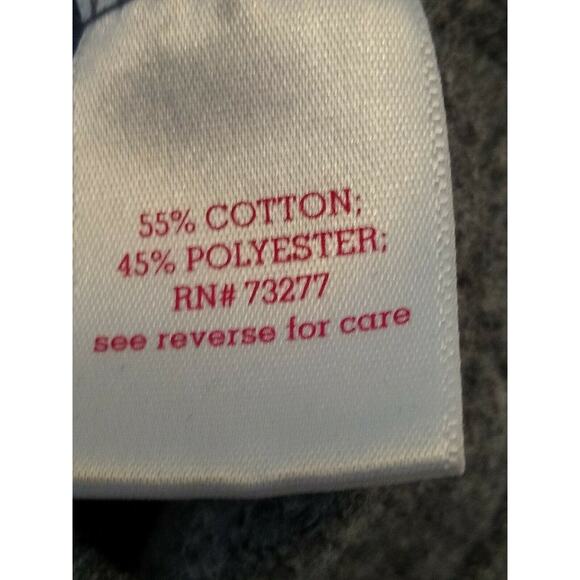 55% COTTON;
45% POLYESTER;
RN# 73277
see reverse for care